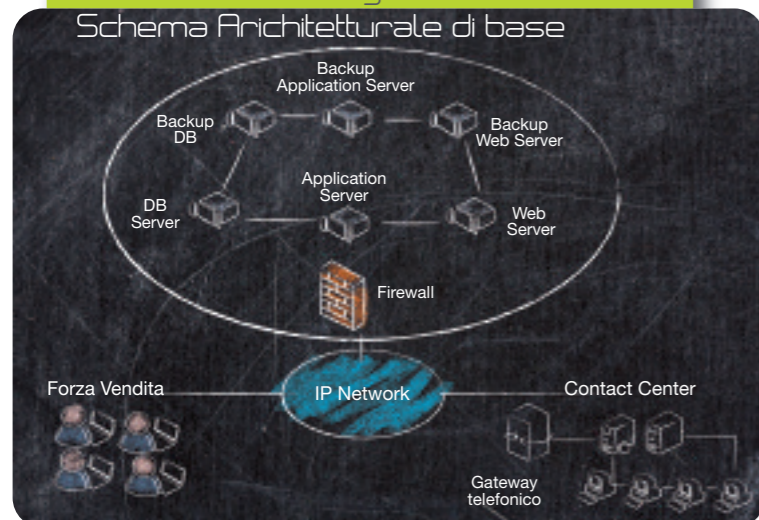 Schema Arichitetturale di base
Backup
Application Server
Backup
DB
Backup
Web Server
Application
Server
DB
Server
Web
Server
Firewall
Forza Vendita
IP Network
Contact Center
Gateway
telefonico